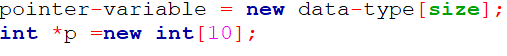 pointer-variable = new data-type[size];
int *p =new int[10];